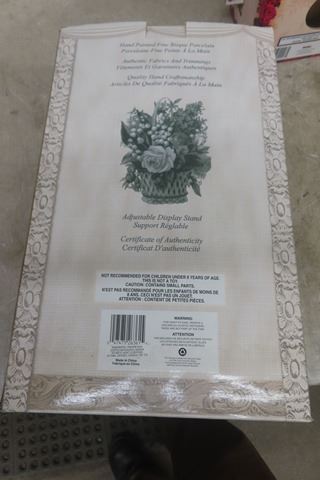 Hand Painted Fine Bisque Porcelain
Porcelaine Fine Peinte À La Main
Authentic Fabrics And Trimmings
Vêtements Et Garnitures Authentiques
Quality Hand Craftsmanship
Articles De Qualité Fabriqués À La Main
Adjustable Display Stand
Support Réglable
Certificate of Authenticity
Certificat D'authenticité
NOT RECOMMENDED FOR CHILDREN UNDER 8 YEARS OF AGE.
THIS IS NOT A TOY.
CAUTION: CONTAINS SMALL PARTS.
N'EST PAS RECOMMANDÉ POUR LES ENFANTS DE MOINS DE
8 ANS. CECI N'EST PAS UN JOUET.
ATTENTION : CONTIENT DE PETITES PIÈCES.
WARNING
ATTENTION
Made in China
Fabriqué en Chine